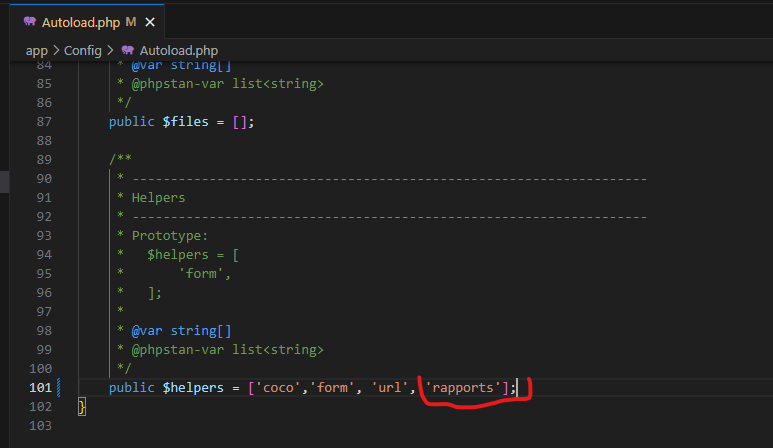 Autoload.php M ×
app > Config > Autoload.php
84 * @var string[]
85 * @phpstan-var list<string>
86 */
87 public $files = [];
88
89 /**
90 * -------------------------------------------------------------------
91 * Helpers
92 * -------------------------------------------------------------------
93 * Prototype:
94 * $helpers = [
95 * 'form',
96 * ];
97 *
98 * @var string[]
99 * @phpstan-var list<string>
100 */
101 public $helpers = ['coco','form', 'url', 'rapports'];
102 }
103